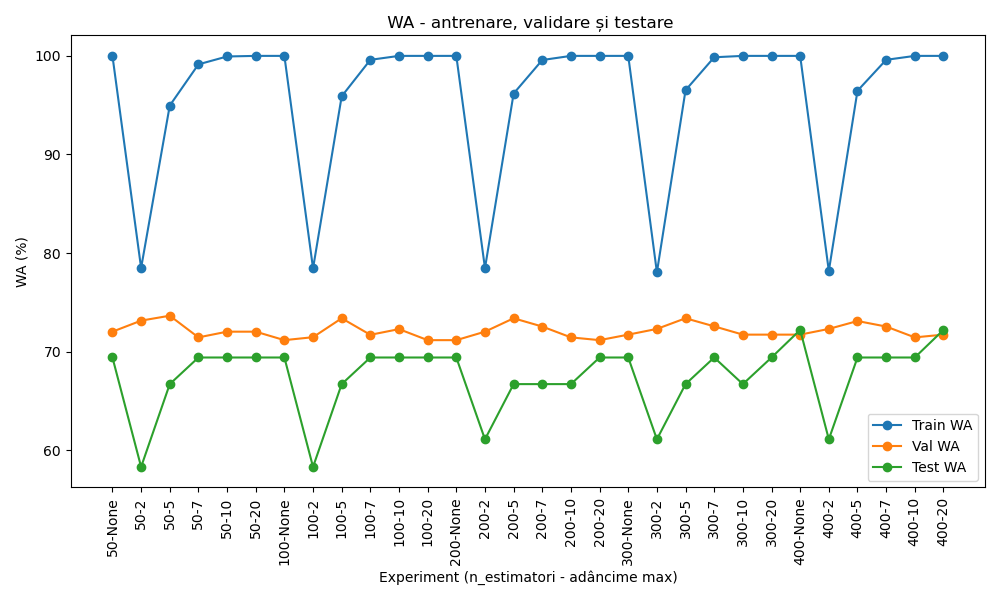 WA - antrenare, validare și testare
WA (%)
100
90
80
70
60
Train WA
Val WA
Test WA
50-None
50-2
50-5
50-7
50-10
50-20
100-None
100-2
100-5
100-7
100-10
100-20
200-None
200-2
200-5
200-7
200-10
200-20
300-None
300-2
300-5
300-7
300-10
300-20
400-None
400-2
400-5
400-7
400-10
400-20
Experiment (n_estimatori - adâncime max)